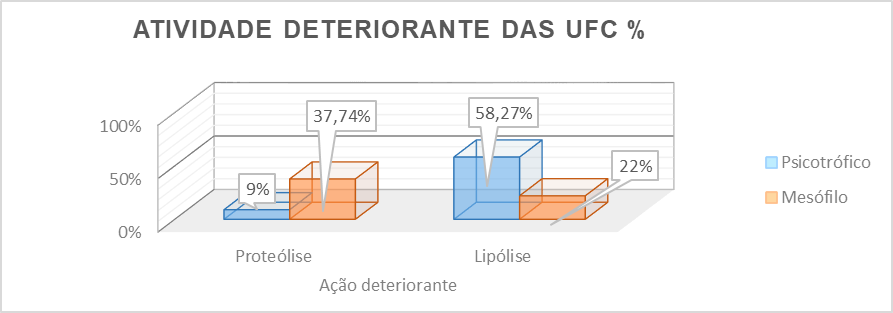 ATIVIDADE DETERIORANTE DAS UFC %
100%
50%
0%
9%
37,74%
58,27%
22%
Proteólise
Lipólise
Ação deteriorante
Psicotrófico
Mesófilo